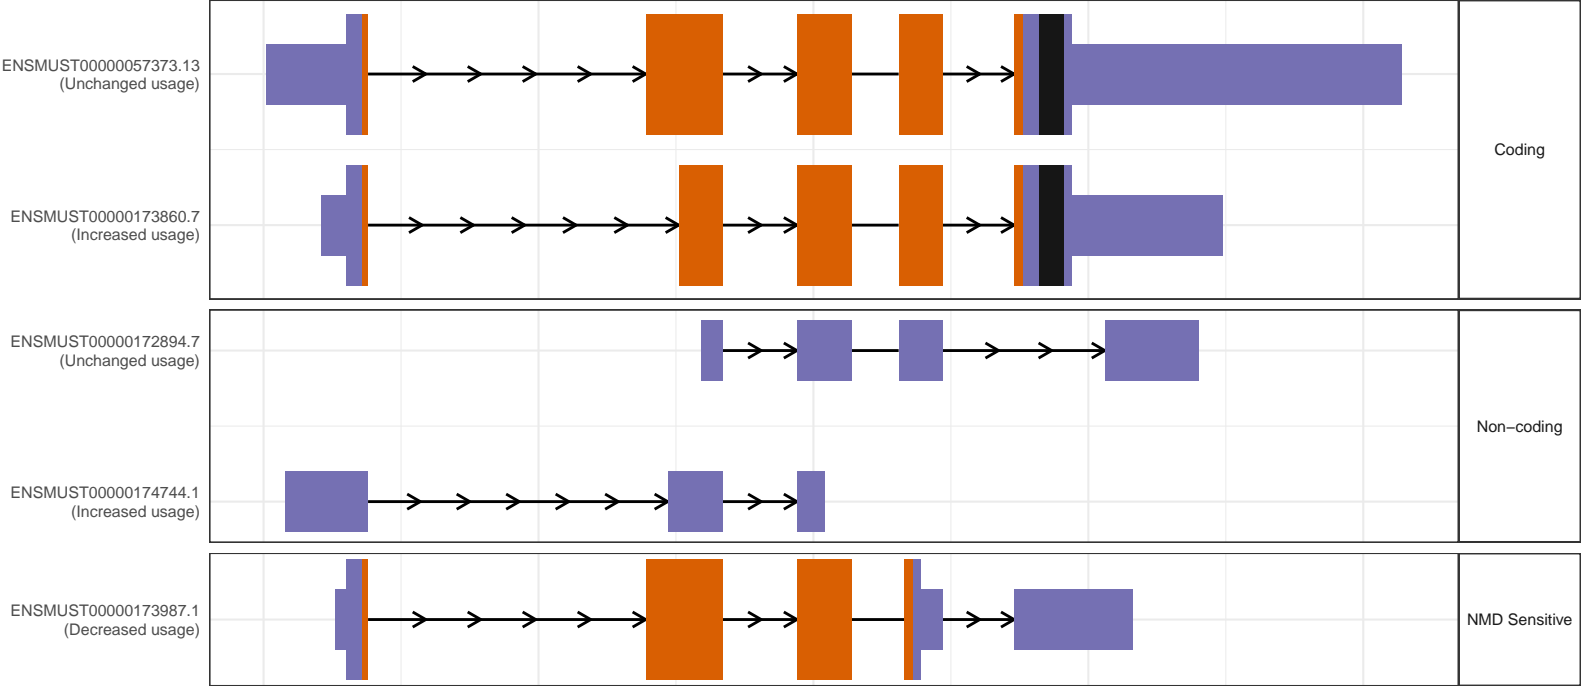 ENSMUST00000057373.13
(Unchanged usage)
Coding
ENSMUST00000173860.7
(Increased usage)
ENSMUST00000172894.7
(Unchanged usage)
Non−coding
ENSMUST00000174744.1
(Increased usage)
ENSMUST00000173987.1
(Decreased usage)
NMD Sensitive